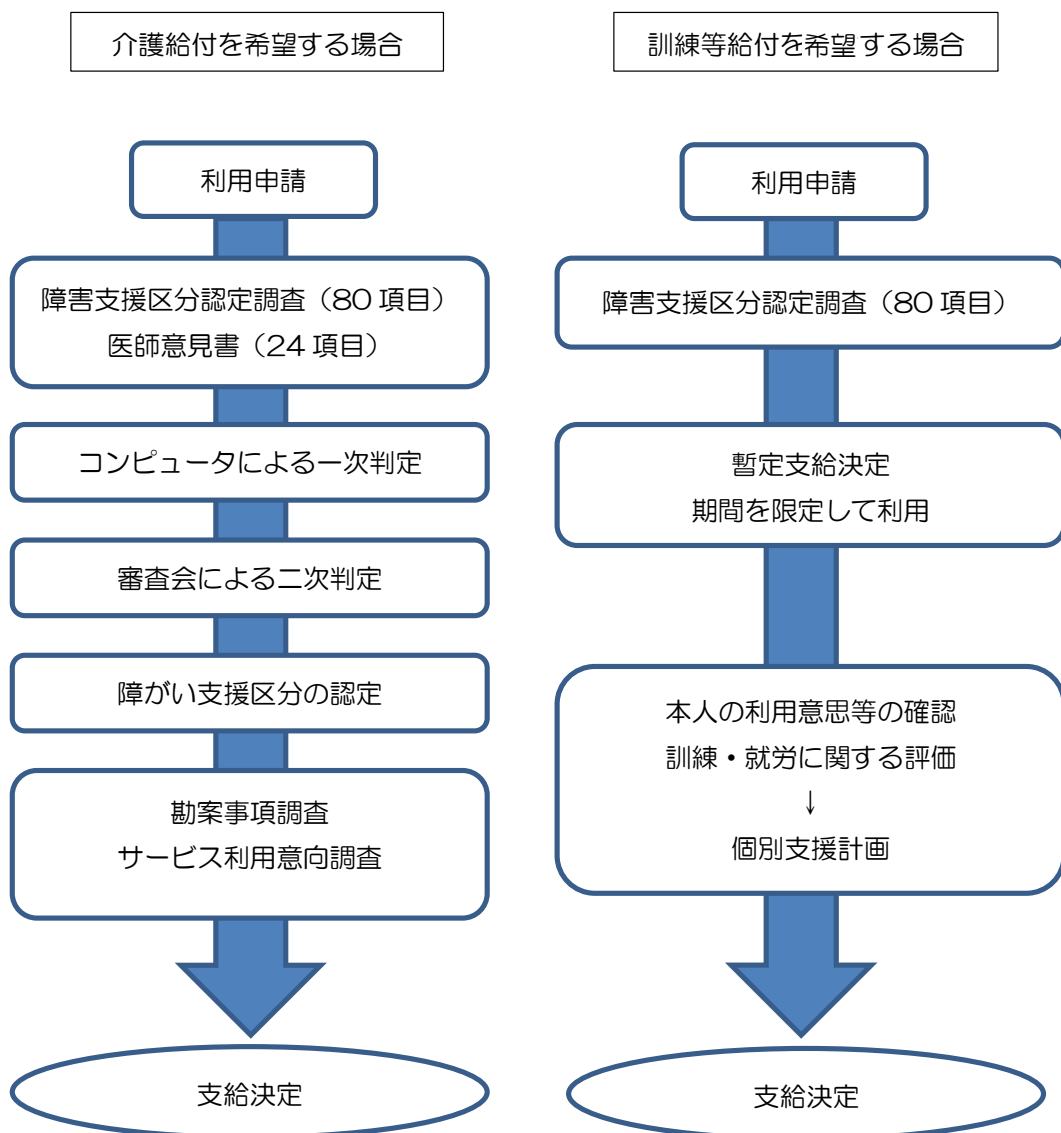 介護給付を希望する場合
利用申請
障害支援区分認定調査（80 項目）
医師意見書（24 項目）
コンピュータによる一次判定
審査会による二次判定
障がい支援区分の認定
勘案事項調査
サービス利用意向調査
支給決定
訓練等給付を希望する場合
利用申請
障害支援区分認定調査（80 項目）
暫定支給決定
期間を限定して利用
本人の利用意思等の確認
訓練・就労に関する評価
↓
個別支援計画
支給決定